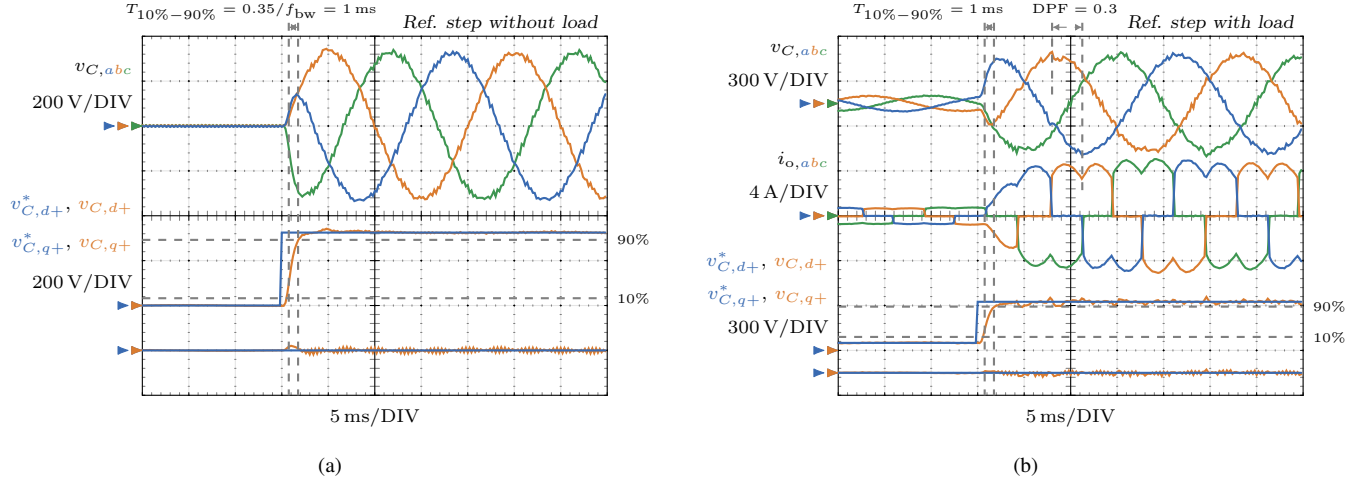 T10%−90% = 0.35/fbw = 1 ms
Ref. step without load
vC,abc
200 V/DIV
v*C,d+, vC,d+
v*C,q+, vC,q+
200 V/DIV
90%
10%
5 ms/DIV
(a)
T10%−90% = 1 ms
DPF = 0.3
Ref. step with load
vC,abc
300 V/DIV
io,abc
4 A/DIV
v*C,d+, vC,d+
v*C,q+, vC,q+
300 V/DIV
90%
10%
5 ms/DIV
(b)